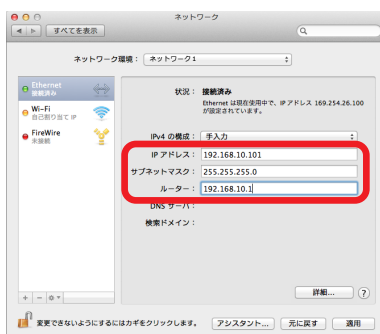 ネットワーク
すべてを表示
ネットワーク環境： ネットワーク1
Ethernet
接続済み
Wi-Fi
自己割り当て IP
FireWire
未接続
状況： 接続済み
Ethernet は現在使用中で、IP アドレス 169.254.26.100
が設定されています。
IPv4 の構成： 手入力
IP アドレス： 192.168.10.101
サブネットマスク： 255.255.255.0
ルーター： 192.168.10.1
DNS サーバ：
検索ドメイン：
詳細... ?
+ −
変更できないようにするにはカギをクリックします。 アシスタント... 元に戻す 適用